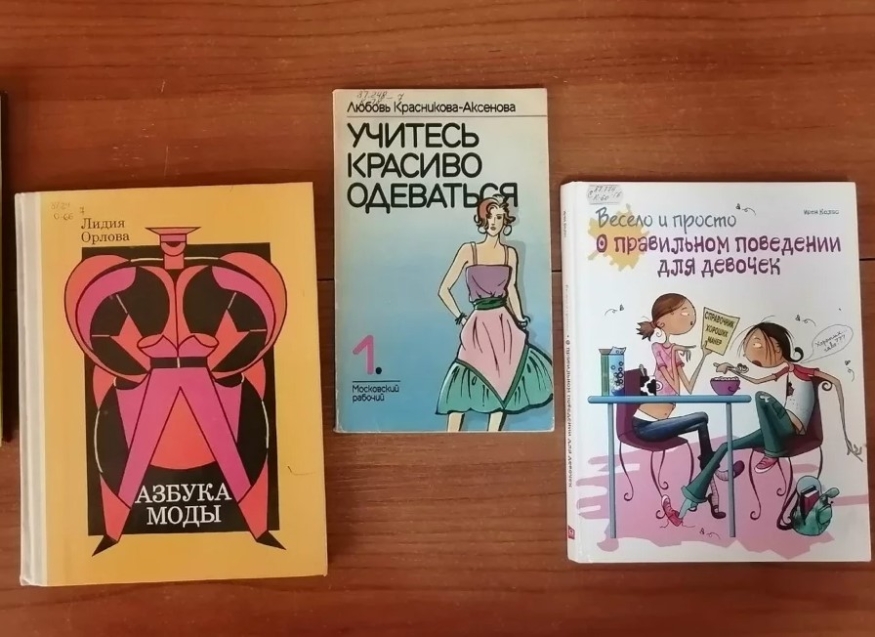 Лидия
Орлова
АЗБУКА
МОДЫ
Любовь Красникова-Аксенова
УЧИТЕСЬ
КРАСИВО
ОДЕВАТЬСЯ
1.
Московский
рабочий
Весело и просто
О правильном поведении
для девочек
СПРАВОЧНИК
ХОРОШИХ
МАНЕР